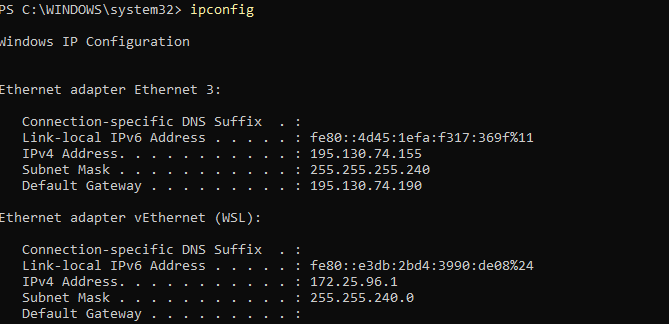 PS C:\WINDOWS\system32> ipconfig
Windows IP Configuration
Ethernet adapter Ethernet 3:
Connection-specific DNS Suffix . :
Link-local IPv6 Address . . . . . : fe80::4d45:1efa:f317:369f%11
IPv4 Address. . . . . . . . . . . : 195.130.74.155
Subnet Mask . . . . . . . . . . . : 255.255.255.240
Default Gateway . . . . . . . . . : 195.130.74.190
Ethernet adapter vEthernet (WSL):
Connection-specific DNS Suffix . :
Link-local IPv6 Address . . . . . : fe80::e3db:2bd4:3990:de08%24
IPv4 Address. . . . . . . . . . . : 172.25.96.1
Subnet Mask . . . . . . . . . . . : 255.255.240.0
Default Gateway . . . . . . . . . :